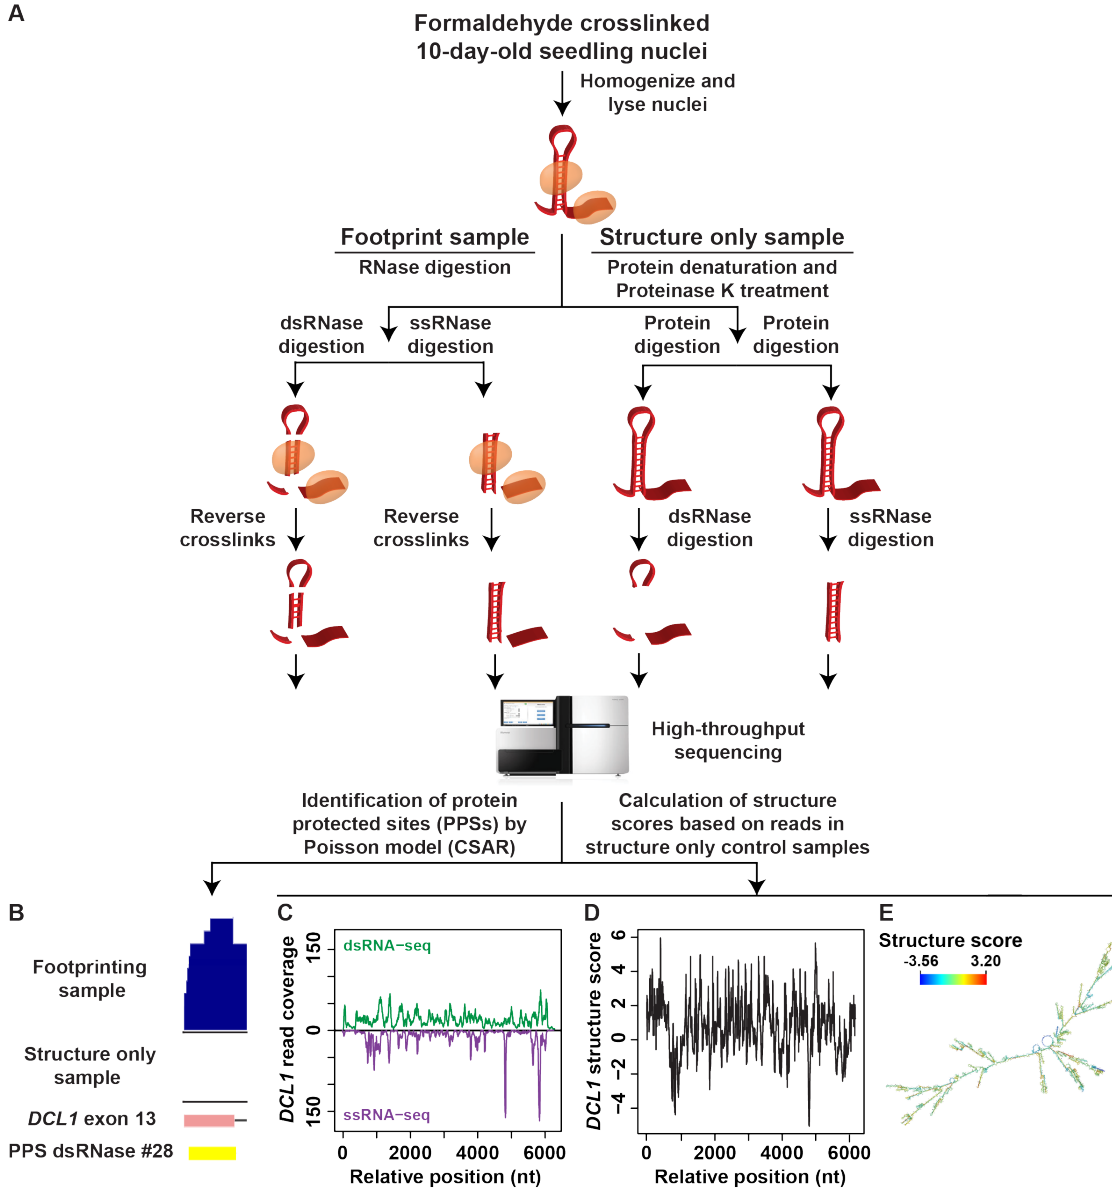 A
Formaldehyde crosslinked
10-day-old seedling nuclei
Homogenize and
lyse nuclei
Footprint sample
RNase digestion
Structure only sample
Protein denaturation and
Proteinase K treatment
dsRNase
digestion
ssRNase
digestion
Protein
digestion
Protein
digestion
Reverse
crosslinks
Reverse
crosslinks
dsRNase
digestion
ssRNase
digestion
High-throughput
sequencing
Identification of protein
protected sites (PPSs) by
Poisson model (CSAR)
Calculation of structure
scores based on reads in
structure only control samples
B
Footprinting
sample
Structure only
sample
DCL1 exon 13
PPS dsRNase #28
C
DCL1 read coverage
150
0
150
dsRNA−seq
ssRNA−seq
0 2000 4000 6000
Relative position (nt)
D
DCL1 structure score
6
4
2
0
−2
−4
0 2000 4000 6000
Relative position (nt)
E
Structure score
-3.56 3.20